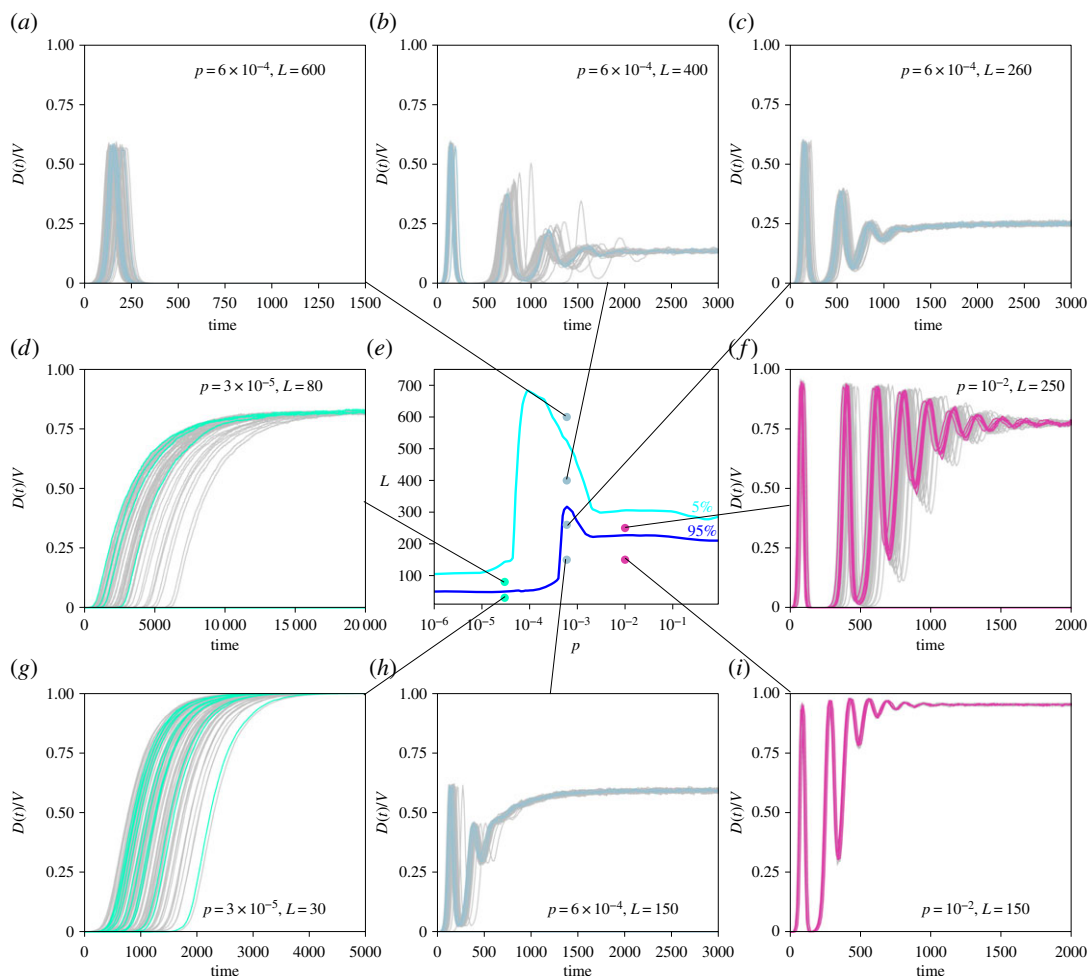 (a)
1.00
0.75
0.50
0.25
0
D(t)/V
p = 6 × 10⁻⁴, L = 600
0 250 500 750 1000 1250 1500
time
(b)
1.00
0.75
0.50
0.25
0
D(t)/V
p = 6 × 10⁻⁴, L = 400
0 500 1000 1500 2000 2500 3000
time
(c)
1.00
0.75
0.50
0.25
0
D(t)/V
p = 6 × 10⁻⁴, L = 260
0 500 1000 1500 2000 2500 3000
time
(d)
1.00
0.75
0.50
0.25
0
D(t)/V
p = 3 × 10⁻⁵, L = 80
0 5000 10 000 15 000 20 000
time
(e)
700
600
500
400
300
200
100
L
5%
95%
10⁻⁶ 10⁻⁵ 10⁻⁴ 10⁻³ 10⁻² 10⁻¹
p
(f)
1.00
0.75
0.50
0.25
0
D(t)/V
p = 10⁻², L = 250
0 500 1000 1500 2000
time
(g)
1.00
0.75
0.50
0.25
0
D(t)/V
p = 3 × 10⁻⁵, L = 30
0 1000 2000 3000 4000 5000
time
(h)
1.00
0.75
0.50
0.25
0
D(t)/V
p = 6 × 10⁻⁴, L = 150
0 500 1000 1500 2000 2500 3000
time
(i)
1.00
0.75
0.50
0.25
0
D(t)/V
p = 10⁻², L = 150
0 500 1000 1500 2000
time